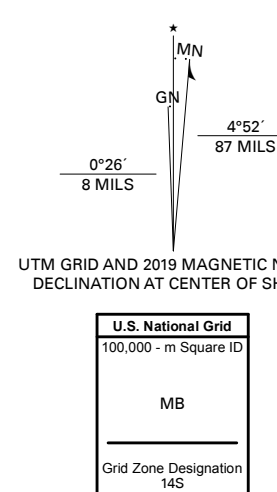 ★
MN
GN
4°52´
87 MILS
0°26´
8 MILS
UTM GRID AND 2019 MAGNETIC N
DECLINATION AT CENTER OF SH
U.S. National Grid
100,000 - m Square ID
MB
Grid Zone Designation
14S